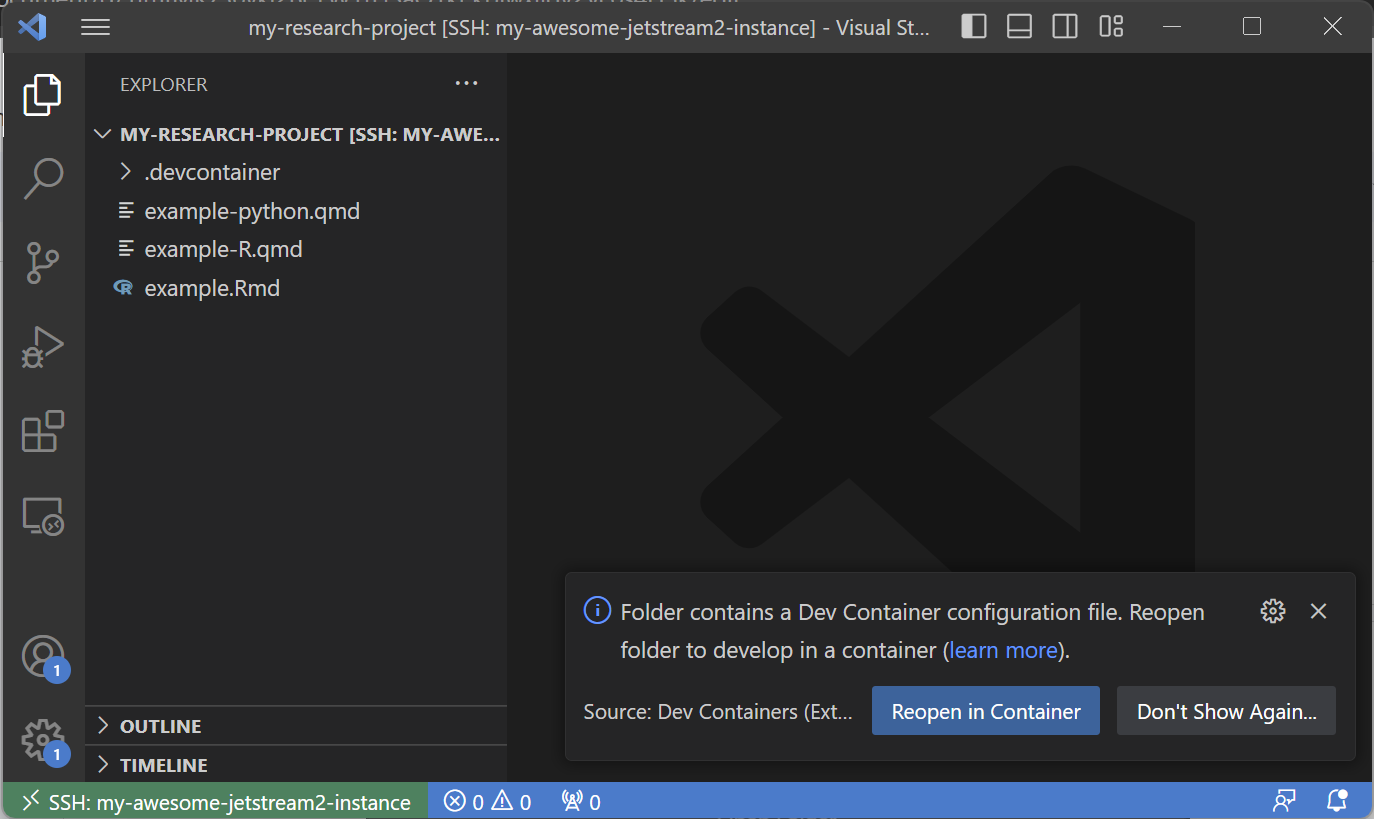 my-research-project [SSH: my-awesome-jetstream2-instance] - Visual St...
EXPLORER
MY-RESEARCH-PROJECT [SSH: MY-AWE...
.devcontainer
example-python.qmd
example-R.qmd
example.Rmd
Folder contains a Dev Container configuration file. Reopen
folder to develop in a container (learn more).
Source: Dev Containers (Ext...
Reopen in Container
Don't Show Again...
1
1
OUTLINE
TIMELINE
SSH: my-awesome-jetstream2-instance 0 0 0